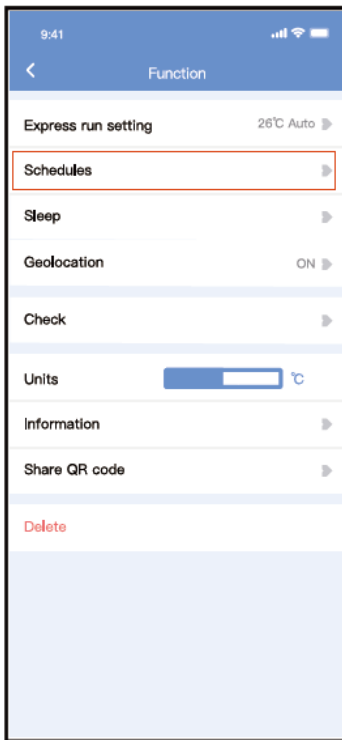 9:41
Function
Express run setting 26℃ Auto
Schedules
Sleep
Geolocation ON
Check
Units ℃
Information
Share QR code
Delete